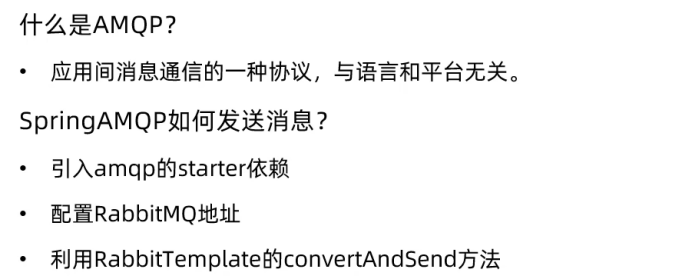 什么是AMQP？
• 应用间消息通信的一种协议，与语言和平台无关。
SpringAMQP如何发送消息？
• 引入amqp的starter依赖
• 配置RabbitMQ地址
• 利用RabbitTemplate的convertAndSend方法